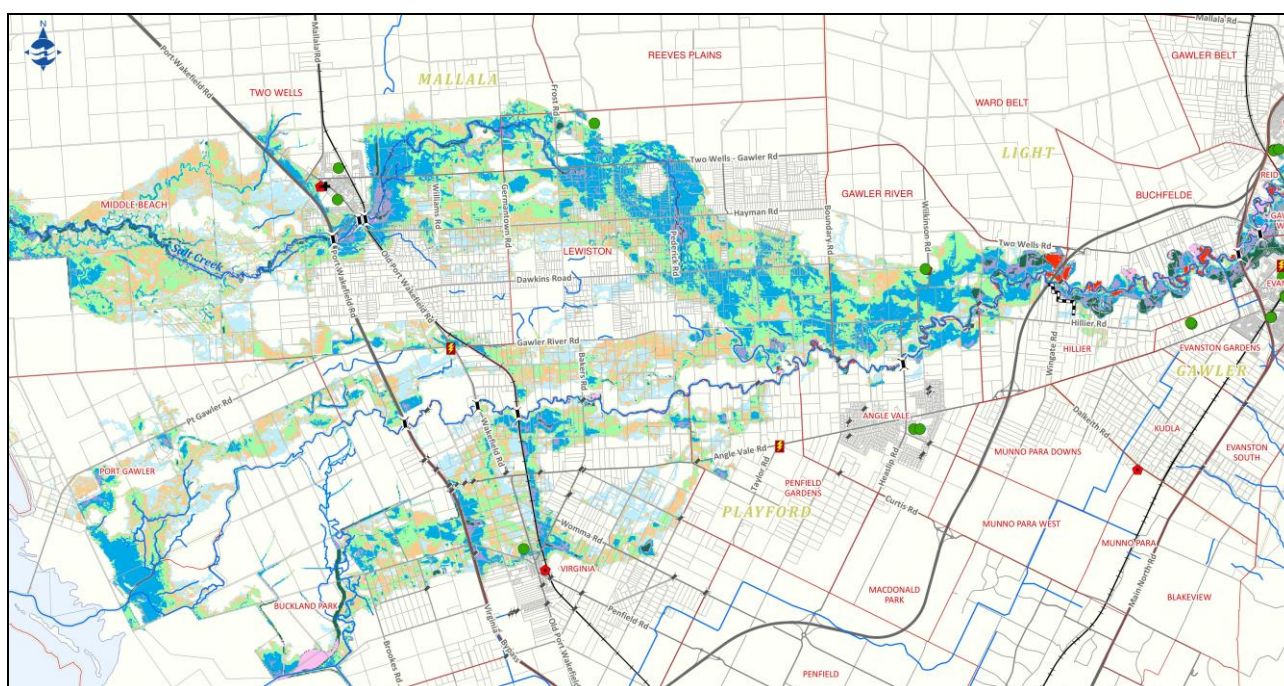 N
Port Wakefield Rd
Mallala Rd
MALLALA
REEVES PLAINS
Mallala Rd
GAWLER BELT
TWO WELLS
Frost Rd
WARD BELT
LIGHT
Two Wells - Gawler Rd
REID
MIDDLE BEACH
Williams Rd
Germantown Rd
Hayman Rd
Pederick Rd
Boundary Rd
GAWLER RIVER
Wilkinson Rd
BUCHFELDE
Two Wells Rd
Salt Creek
Port Wakefield Rd
Old Port Wakefield Rd
LEWISTON
Dawkins Road
Gawler River Rd
Bakers Rd
Hillier Rd
Wingate Rd
HILLIER
EVANSTON GARDENS
GAWLER
Pt Gawler Rd
Wakefield Rd
ANGLE VALE
Dalkeith Rd
KUDLA
PORT GAWLER
Angle Vale Rd
Taylor Rd
Heaslip Rd
MUNNO PARA DOWNS
EVANSTON
SOUTH
PENFIELD
GARDENS
PLAYFORD
Curtis Rd
MUNNO PARA WEST
Womma Rd
MUNNO PARA
VIRGINIA
Main North Rd
BUCKLAND PARK
MACDONALD
PARK
BLAKEVIEW
Penfield Rd
Brookes Rd
Virginia Bypass
Old Port Wakefield
PENFIELD